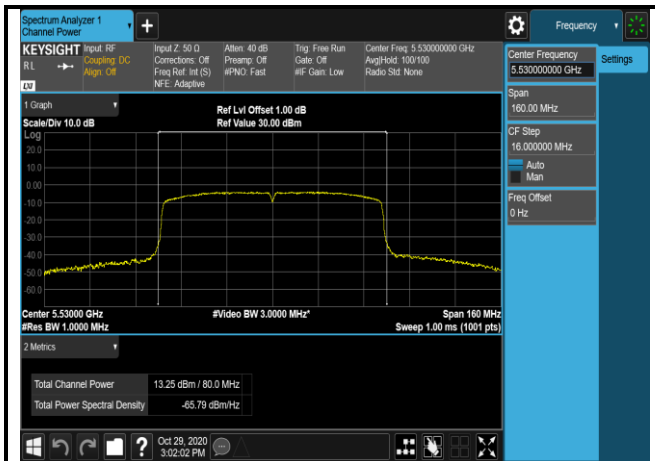 Spectrum Analyzer 1
Channel Power
+
Frequency
KEYSIGHT
RL
LXI
Input: RF
Coupling: DC
Align: Off
Input Z: 50 Ω
Corrections: Off
Freq Ref: Int (S)
NFE: Adaptive
Atten: 40 dB
Preamp: Off
#PNO: Fast
Trig: Free Run
Gate: Off
#IF Gain: Low
Center Freq: 5.530000000 GHz
Avg|Hold: 100/100
Radio Std: None
Center Frequency
5.530000000 GHz
Settings
Span
160.00 MHz
CF Step
16.000000 MHz
Auto
Man
Freq Offset
0 Hz
1 Graph
Scale/Div 10.0 dB
Ref Lvl Offset 1.00 dB
Ref Value 30.00 dBm
Log
20.0
10.0
0.00
-10.0
-20.0
-30.0
-40.0
-50.0
-60.0
Center 5.53000 GHz
#Video BW 3.0000 MHz*
Span 160 MHz
#Res BW 1.0000 MHz
Sweep 1.00 ms (1001 pts)
2 Metrics
Total Channel Power 13.25 dBm / 80.0 MHz
Total Power Spectral Density -65.79 dBm/Hz
?
Oct 29, 2020
3:02:02 PM